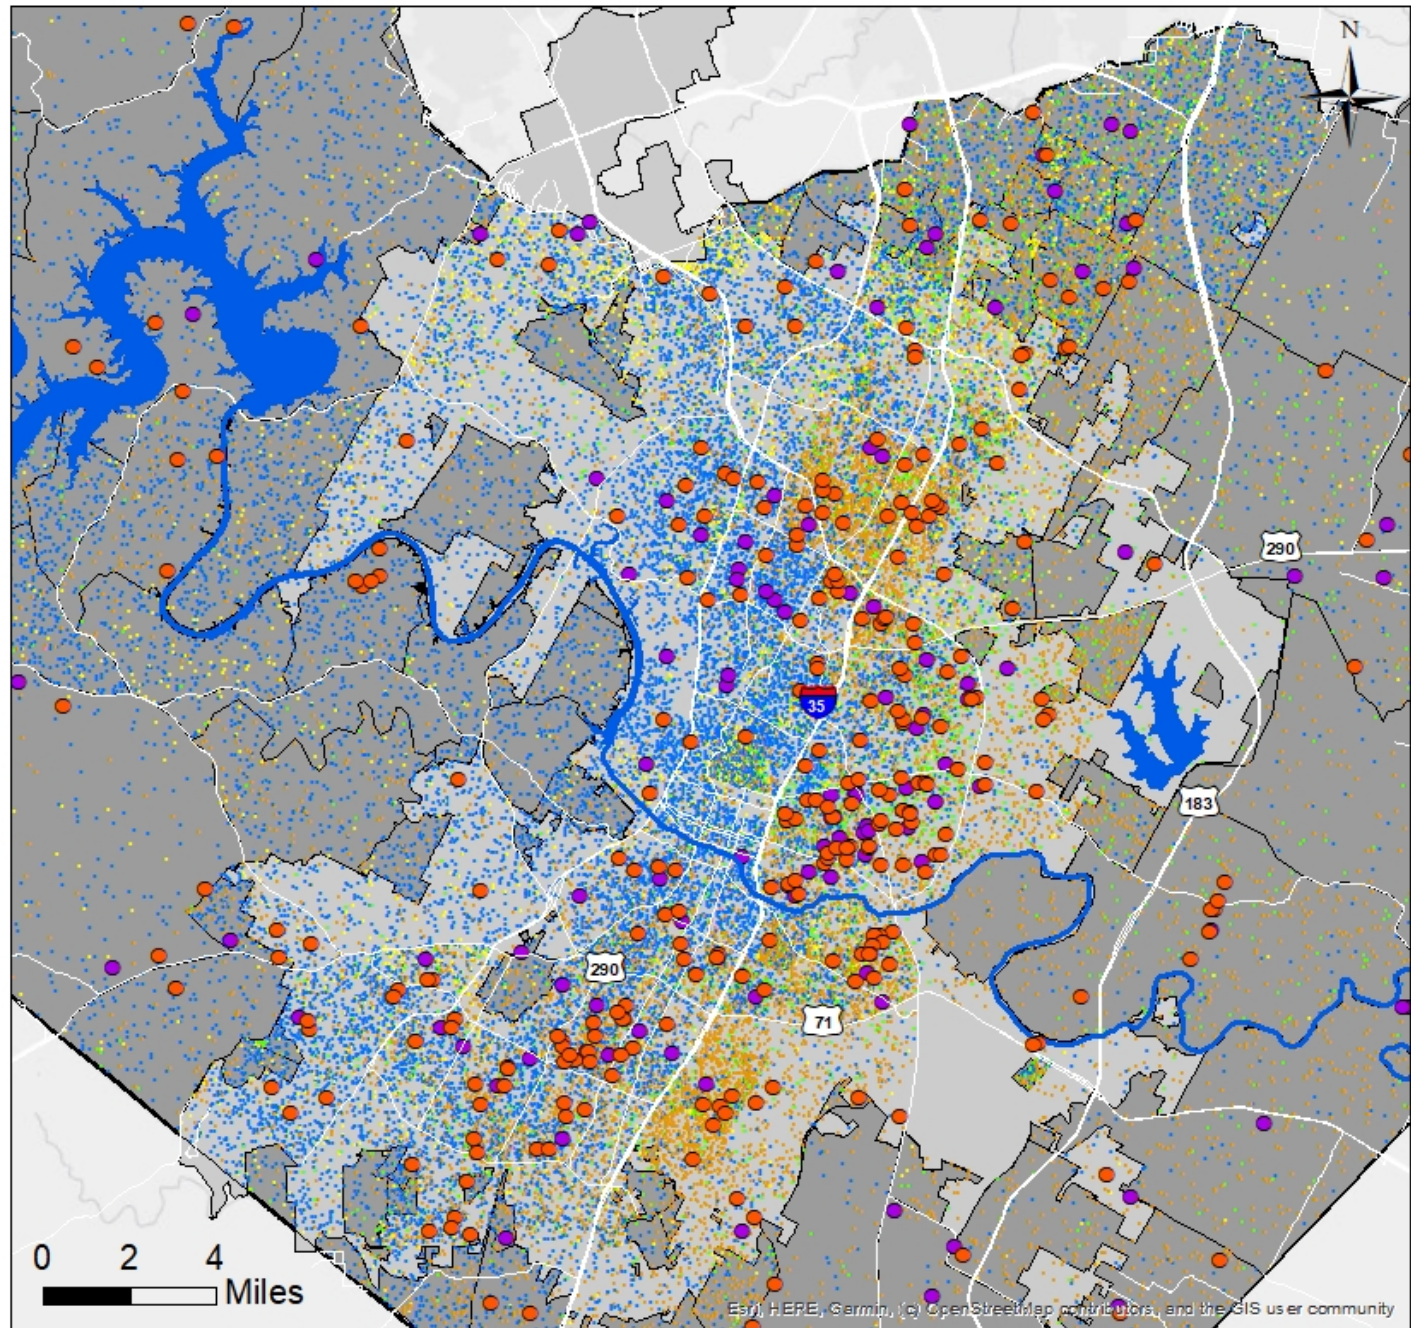 N
290
35
183
290
71
0 2 4
Miles
Esri, HERE, Garmin, (c) OpenStreetMap contributors, and the GIS user community